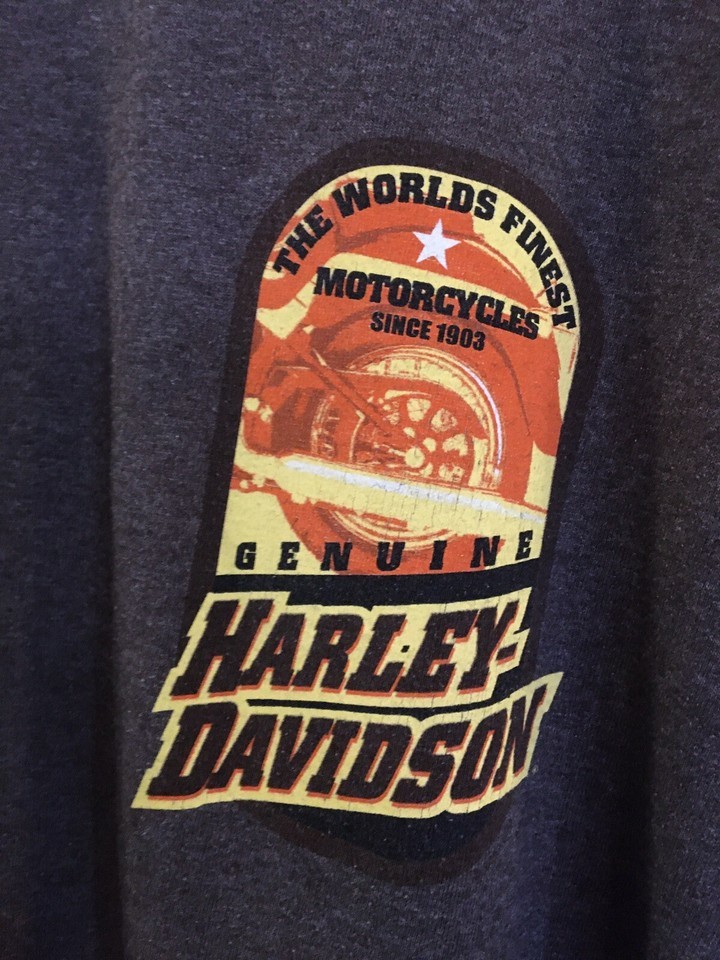 THE WORLDS FINEST
MOTORCYCLES
SINCE 1903
GENUINE
HARLEY-
DAVIDSON